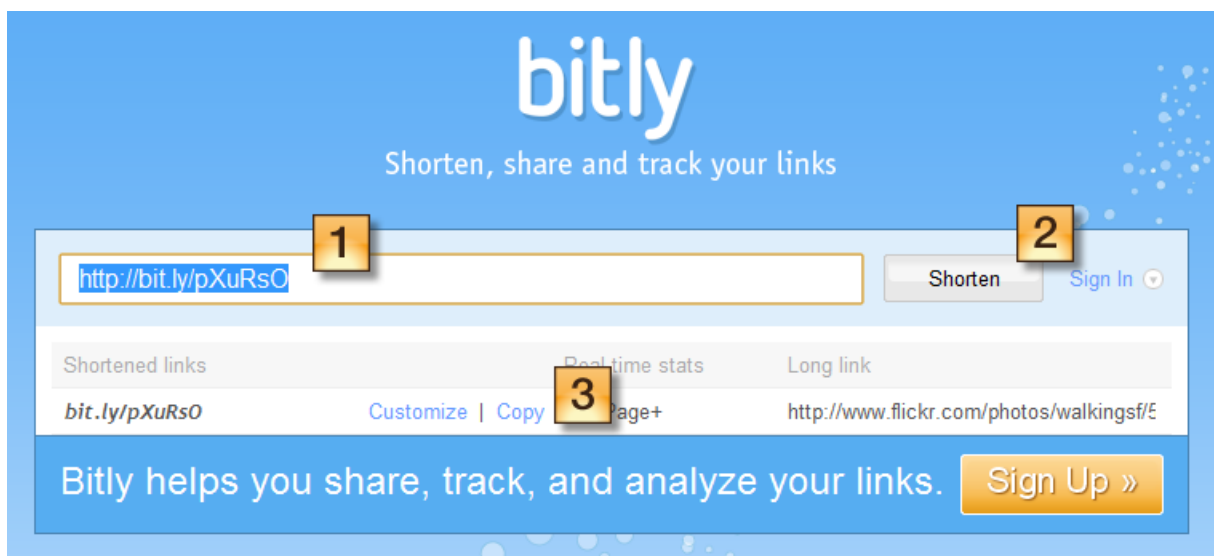 bitly
Shorten, share and track your links
1
2
http://bit.ly/pXuRsO
Shorten
Sign In
Shortened links
time stats
Long link
3
bit.ly/pXuRsO
Customize | Copy
Page+
http://www.flickr.com/photos/walkingsf/5
Bitly helps you share, track, and analyze your links.
Sign Up »